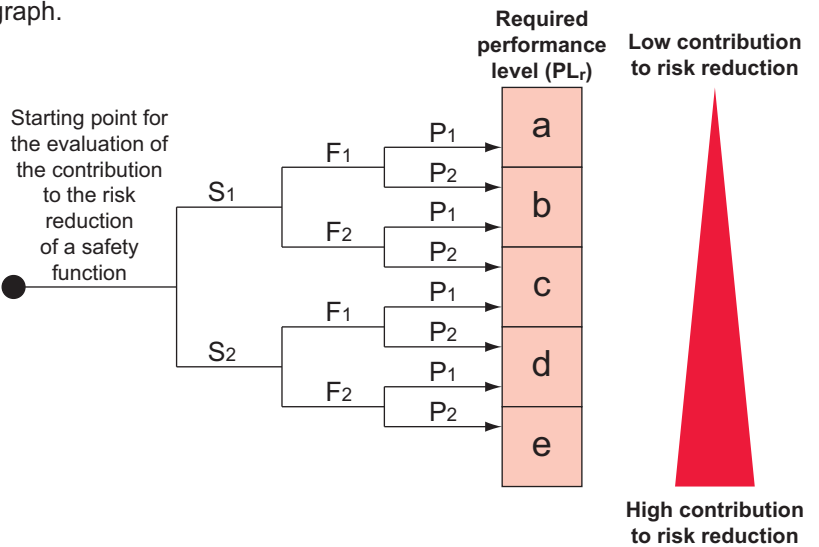 graph.
Required
performance
level (PLr)
Low contribution
to risk reduction
Starting point for
the evaluation of
the contribution
to the risk
reduction
of a safety
function
S1
F1
P1
P2
F2
P1
P2
S2
F1
P1
P2
F2
P1
P2
a
b
c
d
e
High contribution
to risk reduction